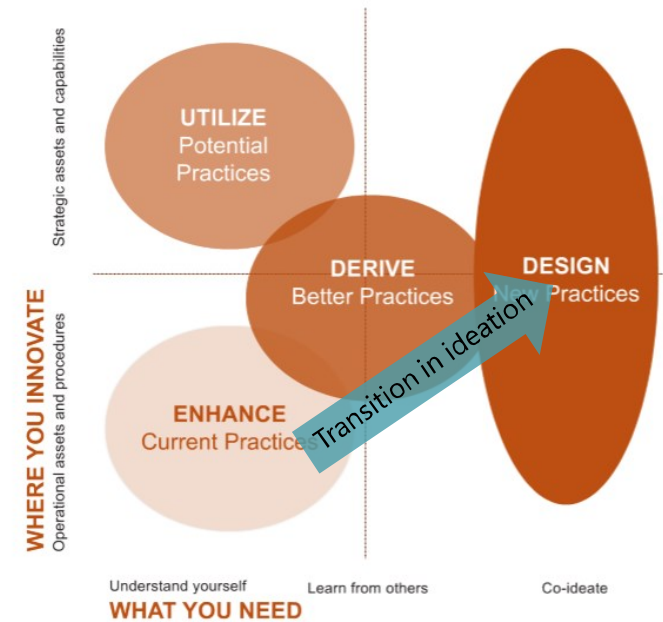 Strategic assets and capabilities
UTILIZE
Potential
Practices
DERIVE
Better Practices
DESIGN
New Practices
Transition in ideation
WHERE YOU INNOVATE
Operational assets and procedures
ENHANCE
Current Practices
Understand yourself
Learn from others
Co-ideate
WHAT YOU NEED